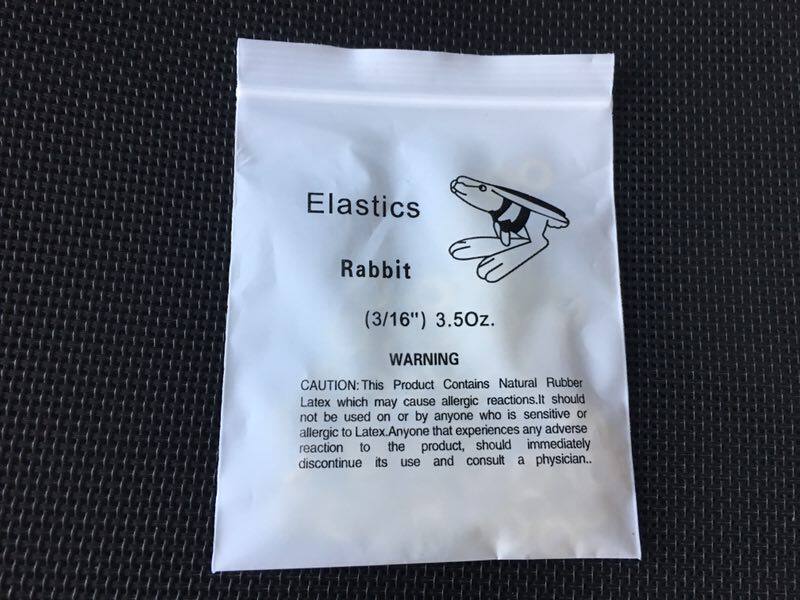 Elastics
Rabbit
(3/16") 3.5Oz.
WARNING
CAUTION: This Product Contains Natural Rubber
Latex which may cause allergic reactions.It should
not be used on or by anyone who is sensitive or
allergic to Latex.Anyone that experiences any adverse
reaction to the product, should immediately
discontinue its use and consult a physician..